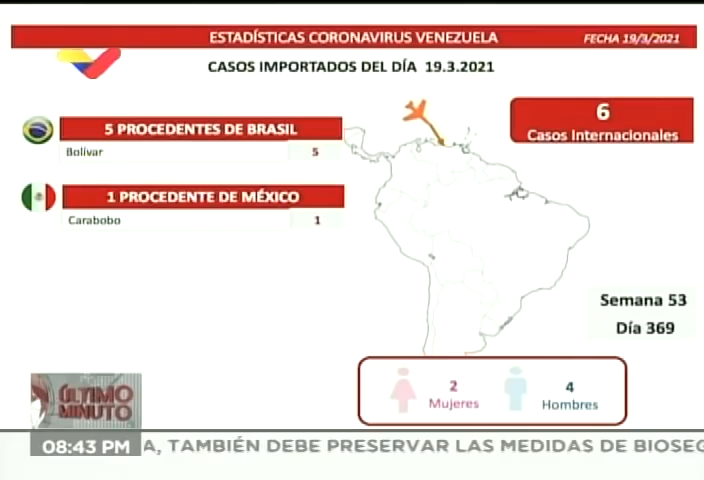 ESTADÍSTICAS CORONAVIRUS VENEZUELA
FECHA 19/3/2021
CASOS IMPORTADOS DEL DÍA 19.3.2021
6
Casos Internacionales
5 PROCEDENTES DE BRASIL
Bolívar 5
1 PROCEDENTE DE MÉXICO
Carabobo 1
Semana 53
Día 369
2
Mujeres
4
Hombres
ÚLTIMO
MINUTO
08:43 PM A, TAMBIÉN DEBE PRESERVAR LAS MEDIDAS DE BIOSEG